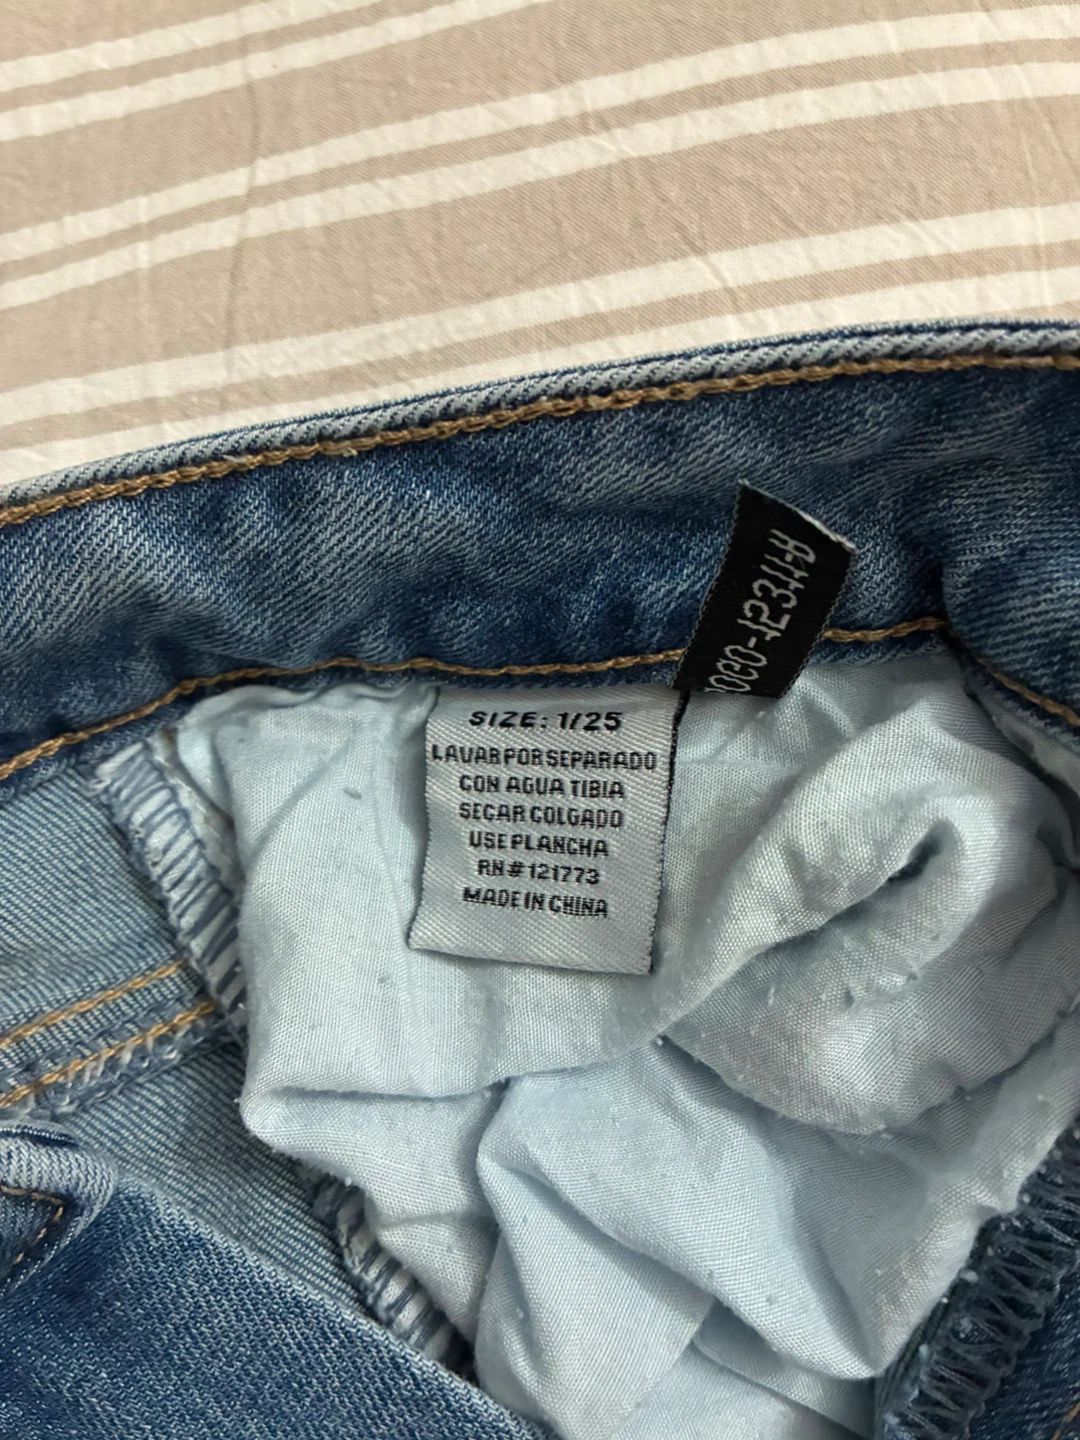 SIZE: 1/25
LAVAR POR SEPARADO
CON AGUA TIBIA
SECAR COLGADO
USE PLANCHA
RN#121773
MADE IN CHINA